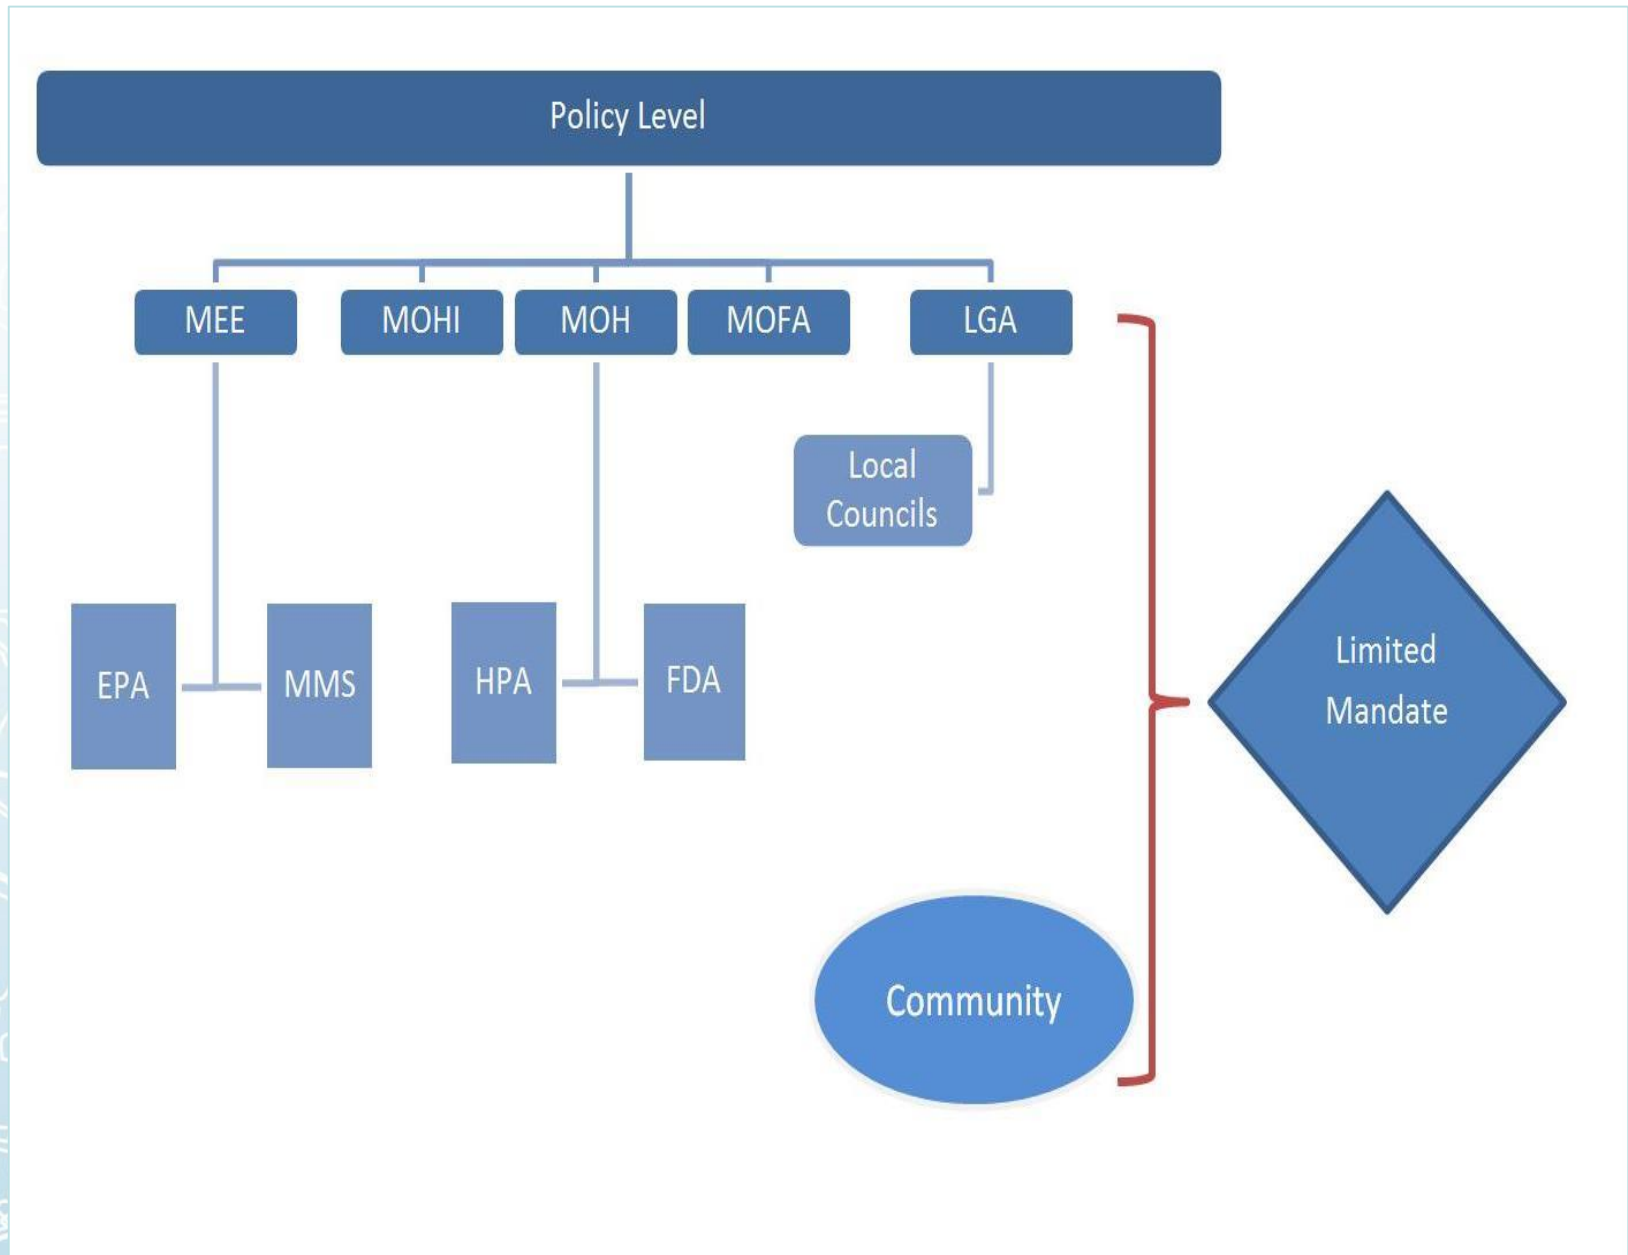 Policy Level
MEE
MOHI
MOH
MOFA
LGA
Local
Councils
EPA
MMS
HPA
FDA
Limited
Mandate
Community